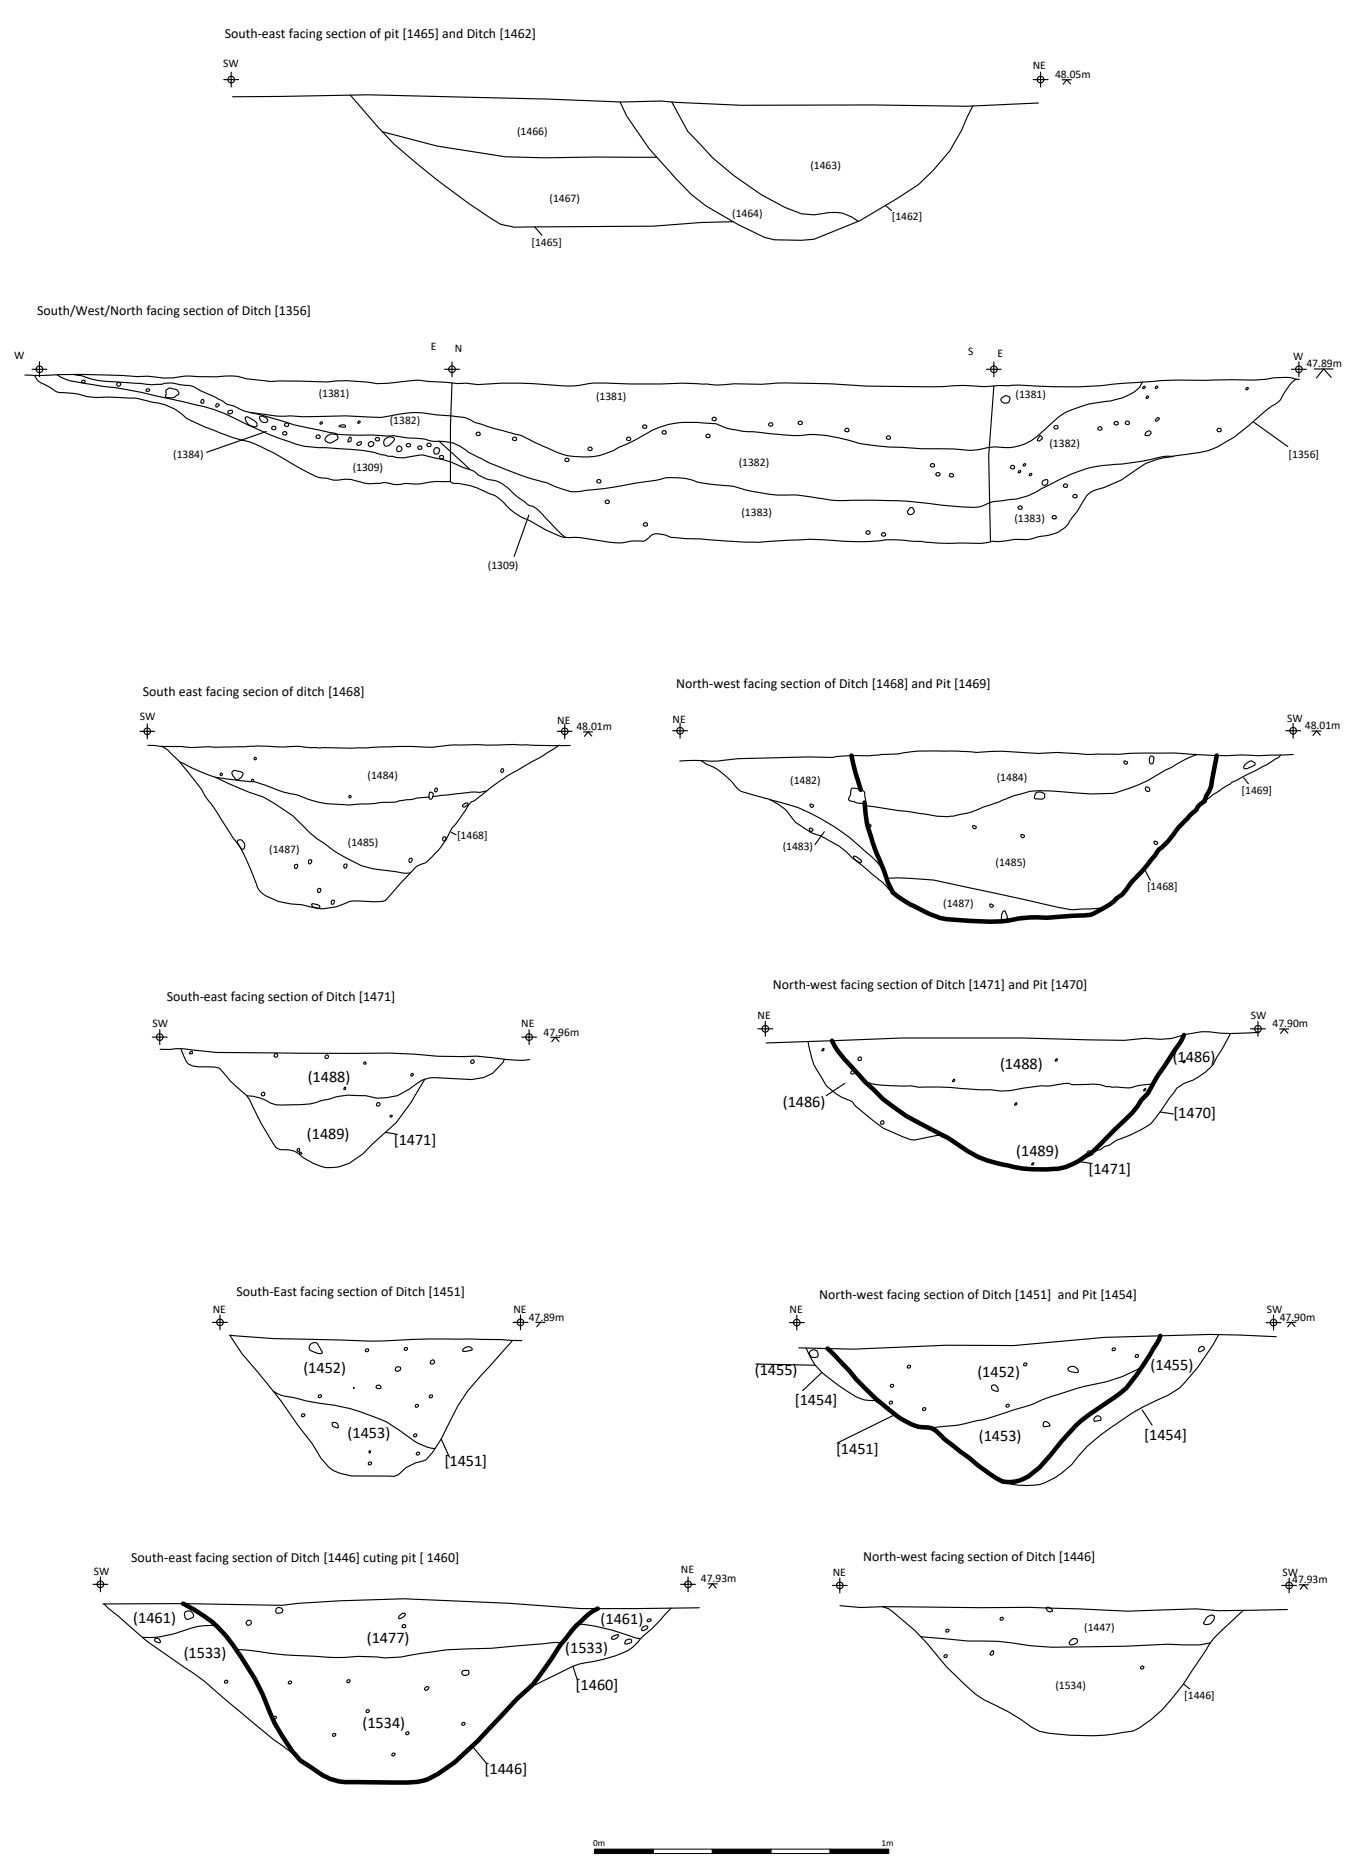 South-east facing section of pit [1465] and Ditch [1462]
SW
NE
48.05m
(1466)
(1463)
(1467)
(1464)
[1462]
[1465]
South/West/North facing section of Ditch [1356]
W
E
N
S
E
W
47.89m
(1381)
(1381)
(1381)
(1382)
(1382)
(1382)
(1384)
(1309)
[1356]
(1383)
(1383)
(1309)
South east facing secion of ditch [1468]
SW
NE
48.01m
(1484)
(1485)
[1468]
(1487)
North-west facing section of Ditch [1468] and Pit [1469]
NE
SW
48.01m
(1482)
(1484)
[1469]
(1483)
(1485)
[1468]
(1487)
South-east facing section of Ditch [1471]
SW
NE
47.96m
(1488)
(1489)
[1471]
North-west facing section of Ditch [1471] and Pit [1470]
NE
SW
47.90m
(1488)
(1486)
(1486)
[1470]
(1489)
[1471]
South-East facing section of Ditch [1451]
NE
NE
47.89m
(1452)
(1453)
[1451]
North-west facing section of Ditch [1451] and Pit [1454]
NE
SW
47.90m
(1455)
(1452)
(1455)
[1454]
(1453)
[1454]
[1451]
South-east facing section of Ditch [1446] cuting pit [ 1460]
SW
NE
47.93m
(1461)
(1461)
(1477)
(1533)
(1533)
[1460]
(1534)
[1446]
North-west facing section of Ditch [1446]
NE
SW
47.93m
(1447)
(1534)
[1446]
0m
1m